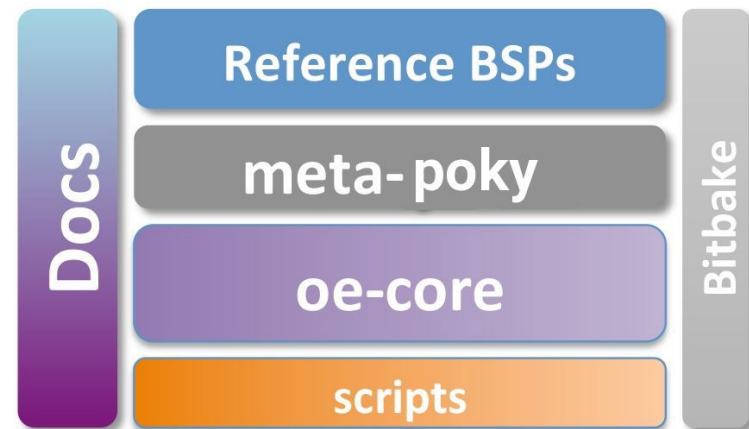 Docs
Reference BSPs
meta-poky
oe-core
scripts
Bitbake